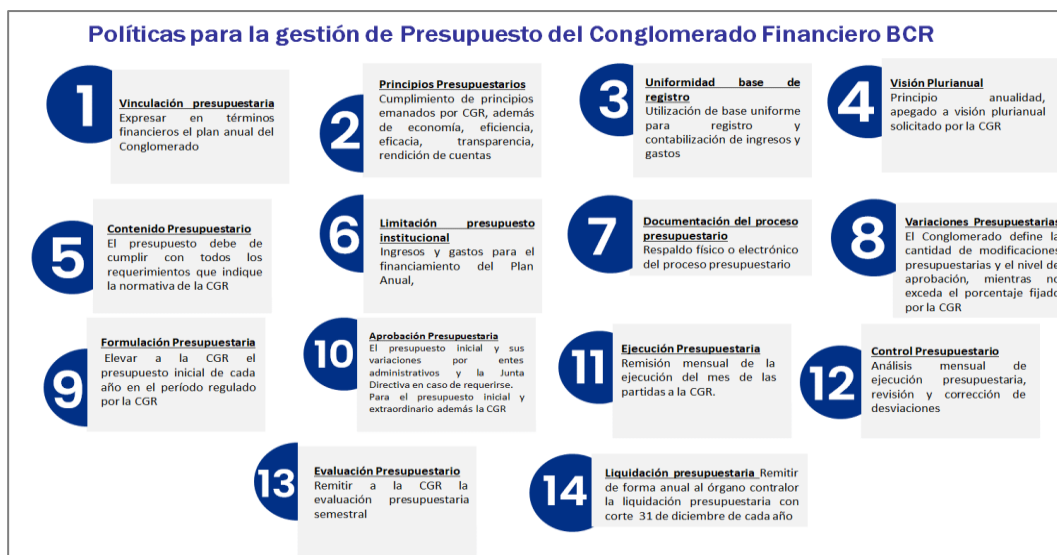 Políticas para la gestión de Presupuesto del Conglomerado Financiero BCR
1
Vinculación presupuestaria
Expresar en términos
financieros el plan anual del
Conglomerado
2
Principios Presupuestarios
Cumplimiento de principios
emanados por CGR, además
de economía, eficiencia,
eficacia, transparencia,
rendición de cuentas
3
Uniformidad base de
registro
Utilización de base uniforme
para registro y
contabilización de ingresos y
gastos
4
Visión Plurianual
Principio anualidad,
apegado a visión plurianual
solicitado por la CGR
5
Contenido Presupuestario
El presupuesto debe de
cumplir con todos los
requerimientos que indique
la normativa de la CGR
6
Limitación presupuesto
institucional
Ingresos y gastos para el
financiamiento del Plan
Anual,
7
Documentación del proceso
presupuestario
Respaldo físico o electrónico
del proceso presupuestario
8
Variaciones Presupuestarias
El Conglomerado define la
cantidad de modificaciones
presupuestarias y el nivel de
aprobación, mientras no
exceda el porcentaje fijado
por la CGR
9
Formulación Presupuestaria
Elevar a la CGR el
presupuesto inicial de cada
año en el período regulado
por la CGR
10
Aprobación Presupuestaria
El presupuesto inicial y sus
variaciones por entes
administrativos y la Junta
Directiva en caso de requerirse.
Para el presupuesto inicial y
extraordinario además la CGR
11
Ejecución Presupuestaria
Remisión mensual de la
ejecución del mes de las
partidas a la CGR.
12
Control Presupuestario
Análisis mensual de
ejecución presupuestaria,
revisión y corrección de
desviaciones
13
Evaluación Presupuestario
Remitir a la CGR la
evaluación presupuestaria
semestral
14
Liquidación presupuestaria Remitir
de forma anual al órgano contralor
la liquidación presupuestaria con
corte 31 de diciembre de cada año